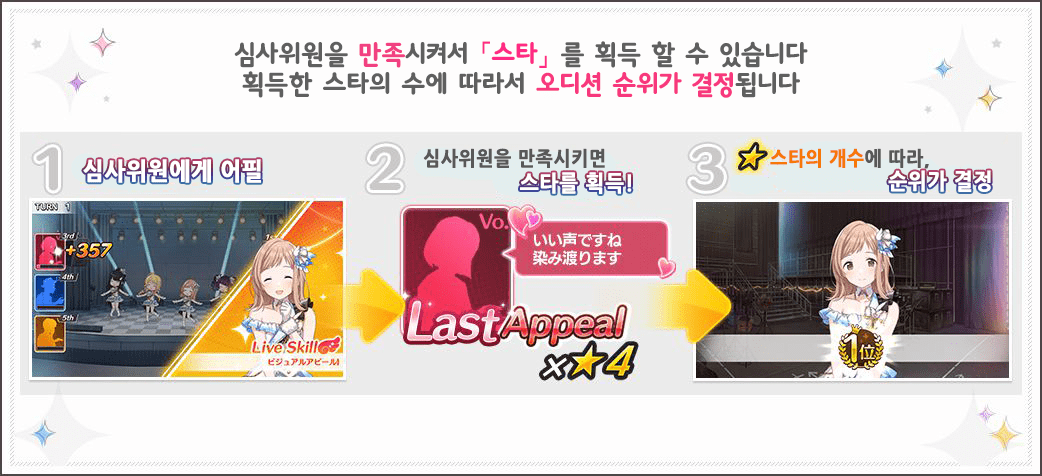 심사위원을 만족시켜서 「스타」 를 획득 할 수 있습니다
획득한 스타의 수에 따라서 오디션 순위가 결정됩니다
1 심사위원에게 어필
TURN 1
3rd
+357
4th
5th
Live Skill
ビジュアルアピール
2 심사위원을 만족시키면
스타를 획득!
Vo.
いい声ですね
染み渡ります
Last Appeal
x★4
3 ★스타의 개수에 따라,
순위가 결정
1位